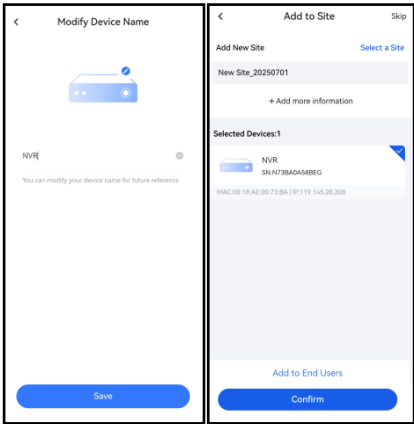 Modify Device Name
NVR
You can modify your device name for future reference
Save
Add to Site
Skip
Add New Site
Select a Site
New Site_20250701
+ Add more information
Selected Devices:1
NVR
SN:N73BA0A58BEG
MAC:00:18:AE:00:73:BA | IP:119.145.28.208
Add to End Users
Confirm